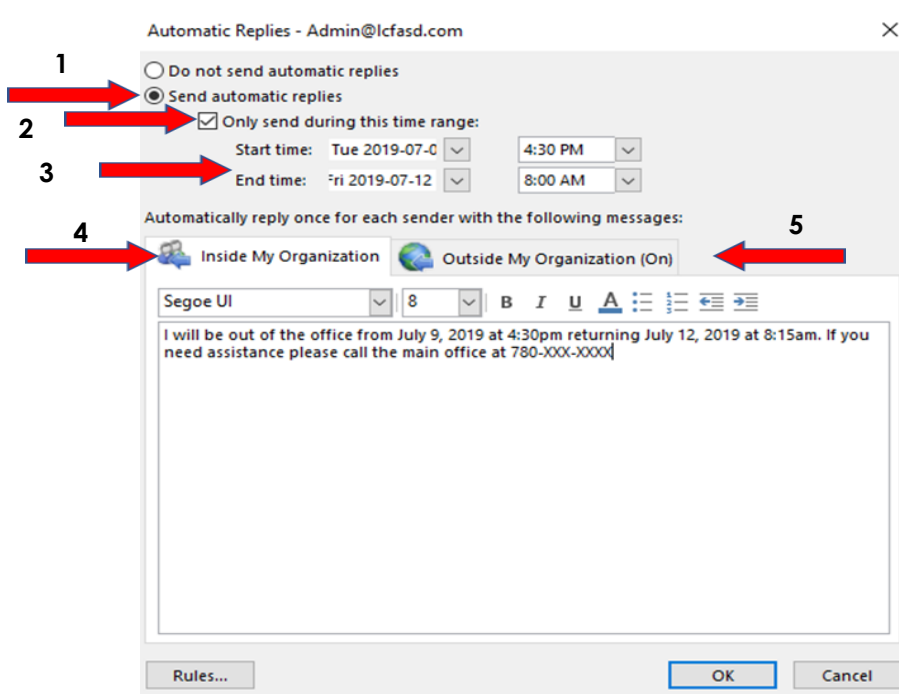 Automatic Replies - Admin@lcfasd.com
1
Do not send automatic replies
Send automatic replies
2
Only send during this time range:
3
Start time: Tue 2019-07-0 4:30 PM
End time: Fri 2019-07-12 8:00 AM
Automatically reply once for each sender with the following messages:
4
5
Inside My Organization Outside My Organization (On)
Segoe UI 8 B I U A
I will be out of the office from July 9, 2019 at 4:30pm returning July 12, 2019 at 8:15am. If you
need assistance please call the main office at 780-XXX-XXXX
Rules... OK Cancel